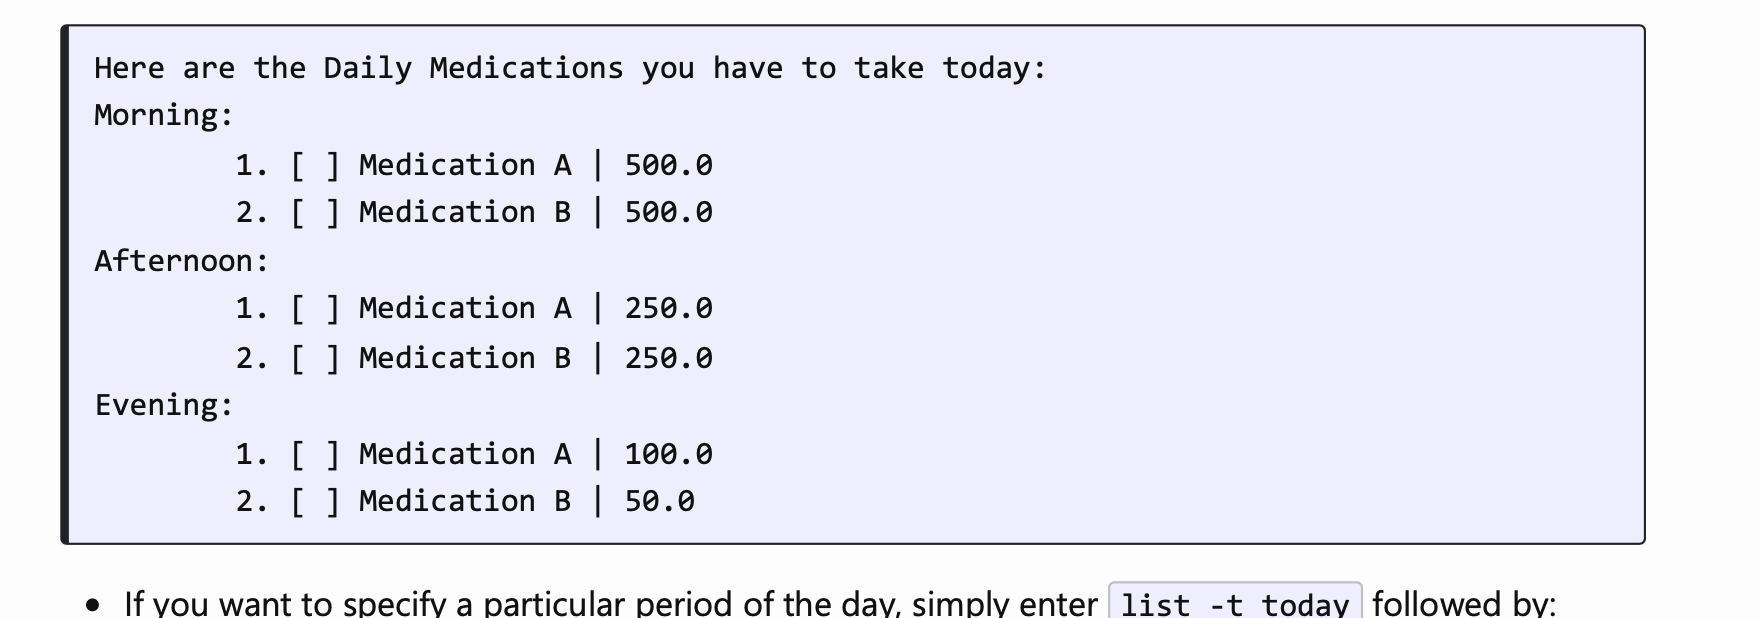 Here are the Daily Medications you have to take today:
Morning:
1. [ ] Medication A | 500.0
2. [ ] Medication B | 500.0
Afternoon:
1. [ ] Medication A | 250.0
2. [ ] Medication B | 250.0
Evening:
1. [ ] Medication A | 100.0
2. [ ] Medication B | 50.0
• If you want to specify a particular period of the day, simply enter list -t today followed by: